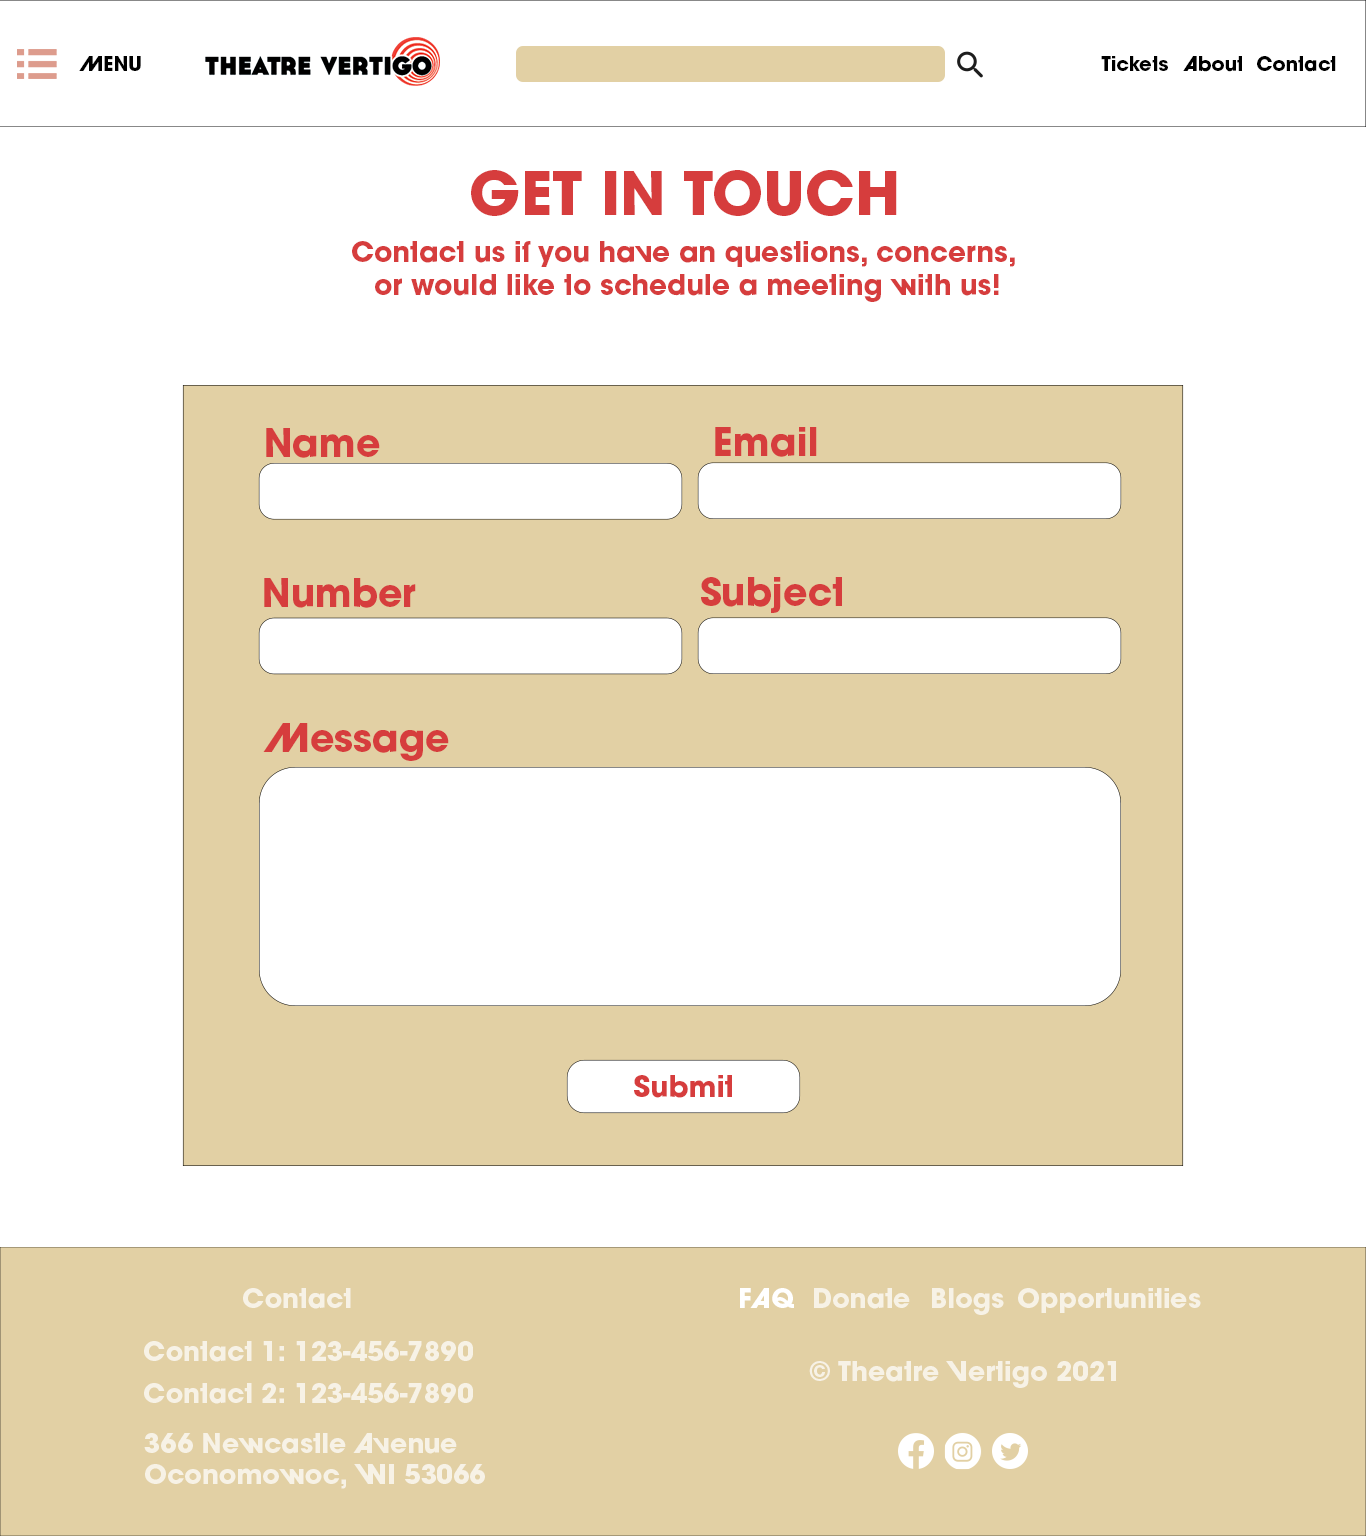 MENU
THEATRE VERTIGO
Tickets About Contact
GET IN TOUCH
Contact us if you have an questions, concerns,
or would like to schedule a meeting with us!
Name
Email
Number
Subject
Message
Submit
Contact
Contact 1: 123-456-7890
Contact 2: 123-456-7890
366 Newcastle Avenue
Oconomowoc, WI 53066
FAQ Donate Blogs Opportunities
© Theatre Vertigo 2021